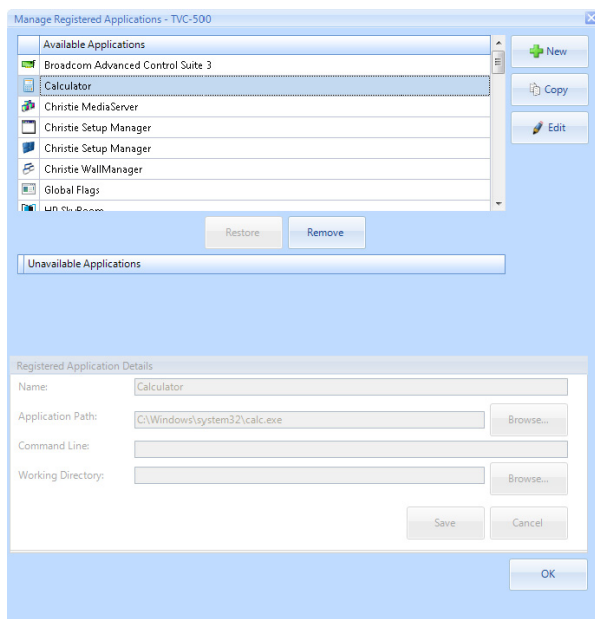 Manage Registered Applications - TVC-500
Available Applications
Broadcom Advanced Control Suite 3
Calculator
Christie MediaServer
Christie Setup Manager
Christie Setup Manager
Christie WallManager
Global Flags
HP SkyRoom
New
Copy
Edit
Restore
Remove
Unavailable Applications
Registered Application Details
Name:
Calculator
Application Path:
C:\Windows\system32\calc.exe
Browse...
Command Line:
Working Directory:
Browse...
Save
Cancel
OK